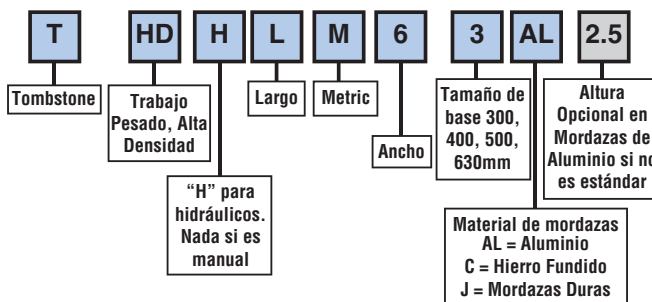 T HD H L M 6 3 AL 2.5
Tombstone
Trabajo
Pesado, Alta
Densidad
"H" para
hidráulicos.
Nada si es
manual
Largo
Metric
Ancho
Tamaño de
base 300,
400, 500,
630mm
Material de mordazas
AL = Aluminio
C = Hierro Fundido
J = Mordazas Duras
Altura
Opcional en
Mordazas de
Aluminio si no
es estándar